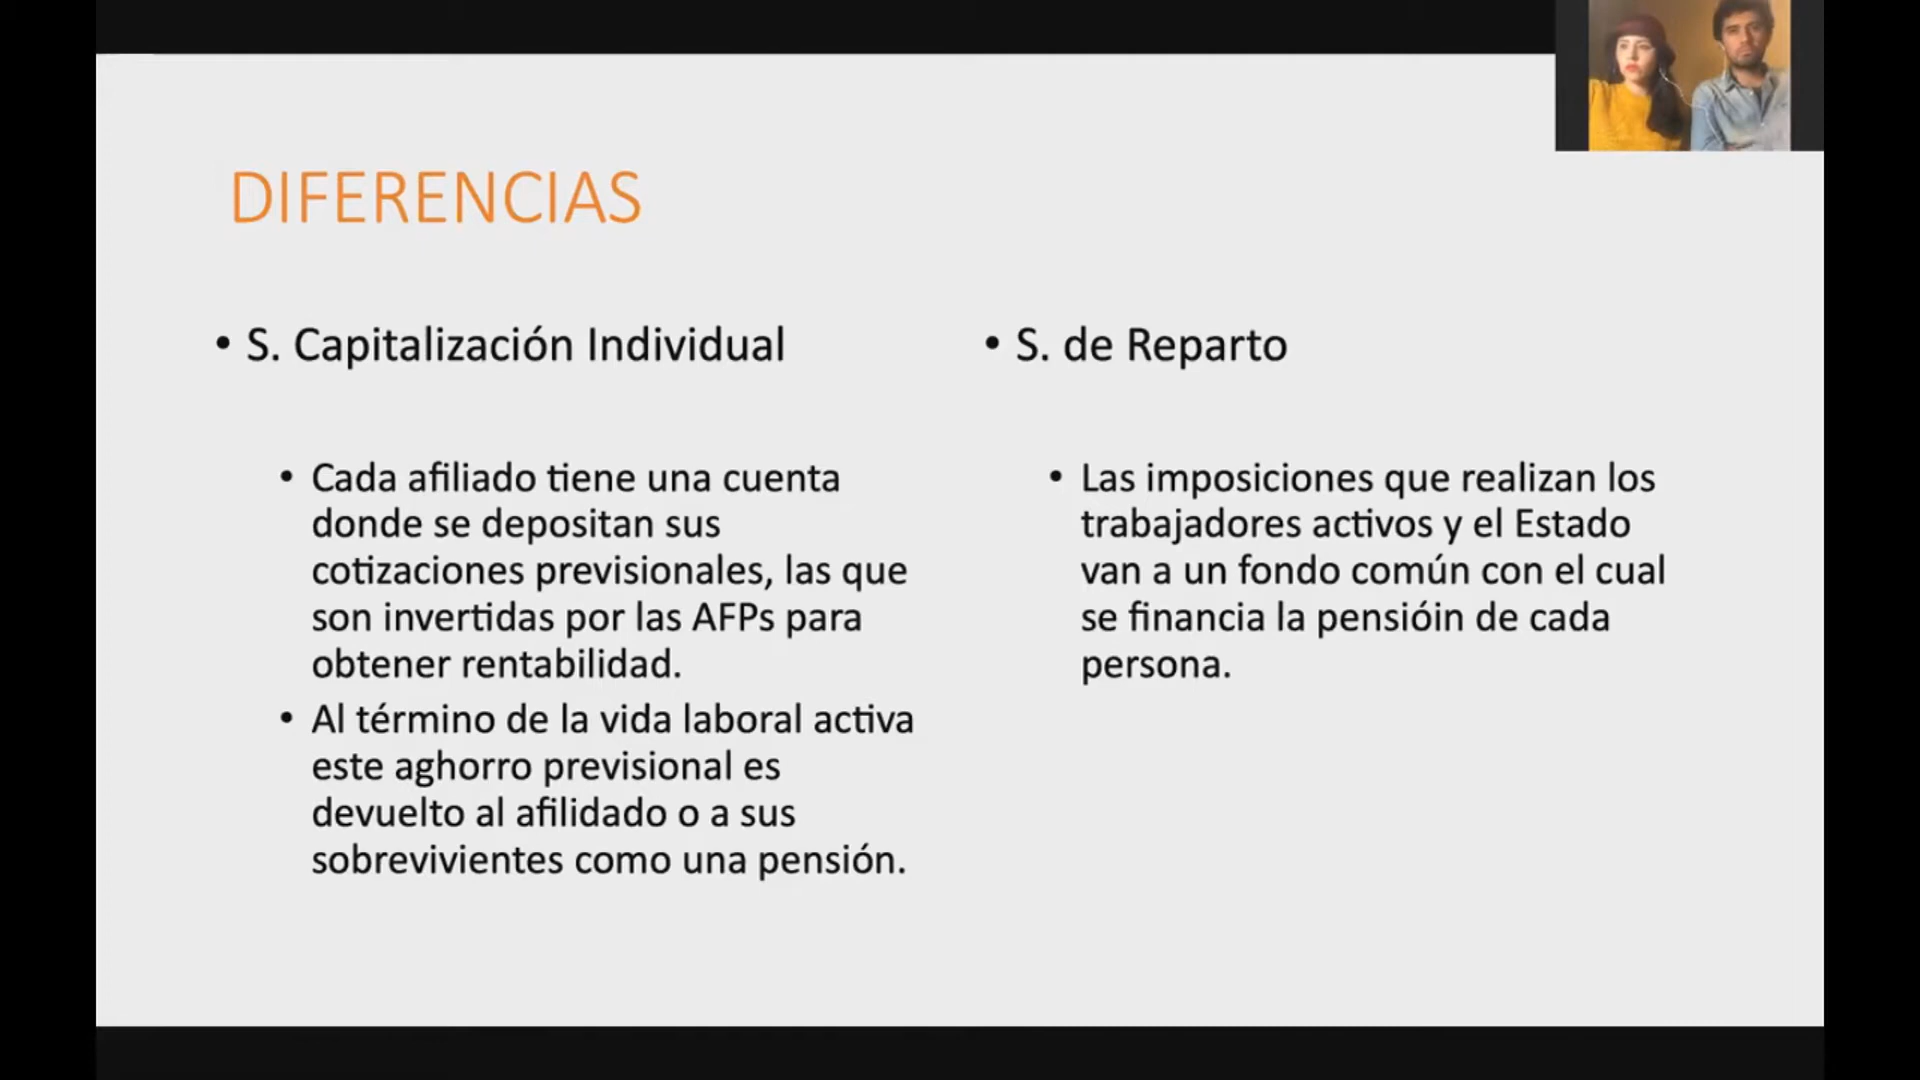 DIFERENCIAS
• S. Capitalización Individual
• Cada afiliado tiene una cuenta
donde se depositan sus
cotizaciones previsionales, las que
son invertidas por las AFPs para
obtener rentabilidad.
• Al término de la vida laboral activa
este aghorro previsional es
devuelto al afilidado o a sus
sobrevivientes como una pensión.
• S. de Reparto
• Las imposiciones que realizan los
trabajadores activos y el Estado
van a un fondo común con el cual
se financia la pensióin de cada
persona.